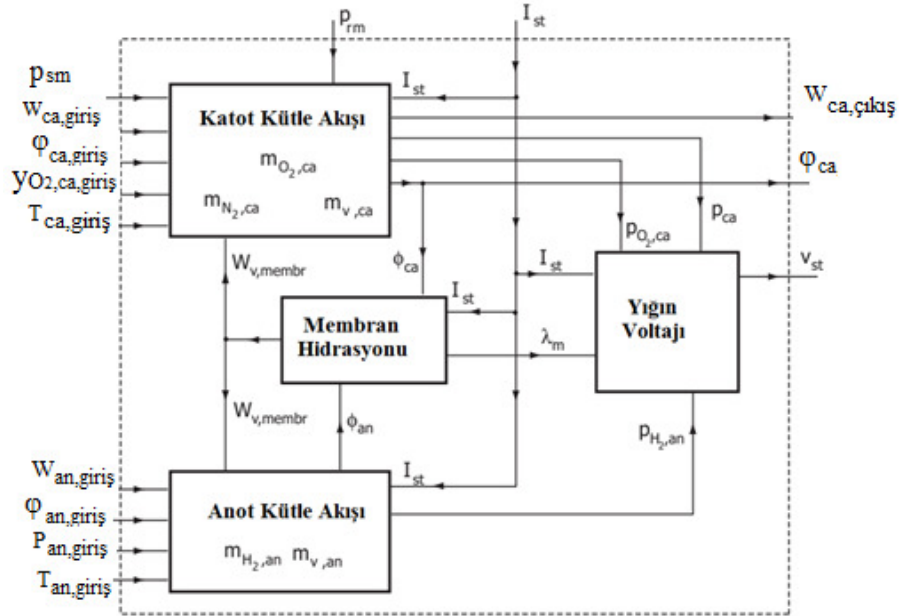 p_rm
I_st
p_sm
W_ca,giriş
φ_ca,giriş
y_O2,ca,giriş
T_ca,giriş
I_st
Katot Kütle Akışı
m_O2,ca
m_N2,ca m_v,ca
W_ca,çıkış
φ_ca
p_ca
p_O2,ca
W_v,membr
ϕ_ca
I_st
I_st
v_st
Membran
Hidrasyonu
λ_m
Yığın
Voltajı
W_v,membr
ϕ_an
p_H2,an
W_an,giriş
φ_an,giriş
P_an,giriş
T_an,giriş
I_st
Anot Kütle Akışı
m_H2,an m_v,an